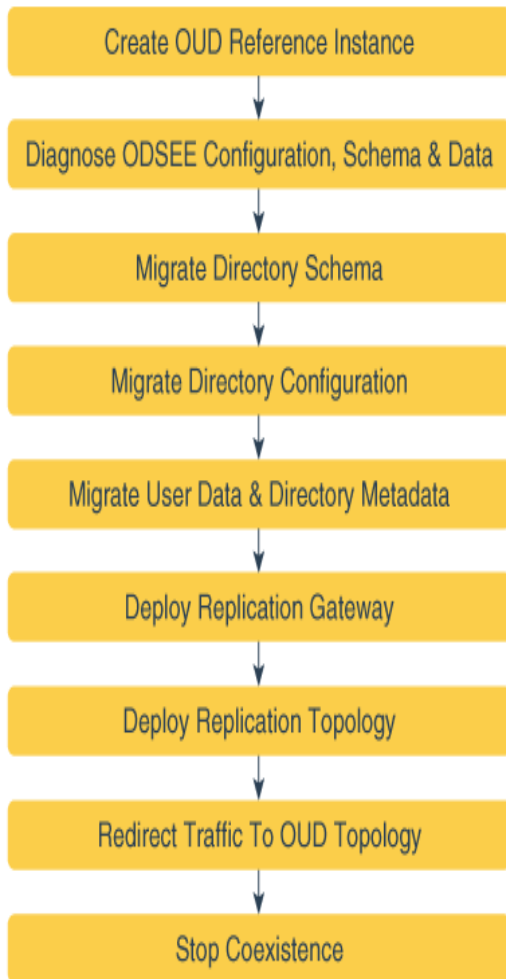 Create OUD Reference Instance
Diagnose ODSEE Configuration, Schema & Data
Migrate Directory Schema
Migrate Directory Configuration
Migrate User Data & Directory Metadata
Deploy Replication Gateway
Deploy Replication Topology
Redirect Traffic To OUD Topology
Stop Coexistence